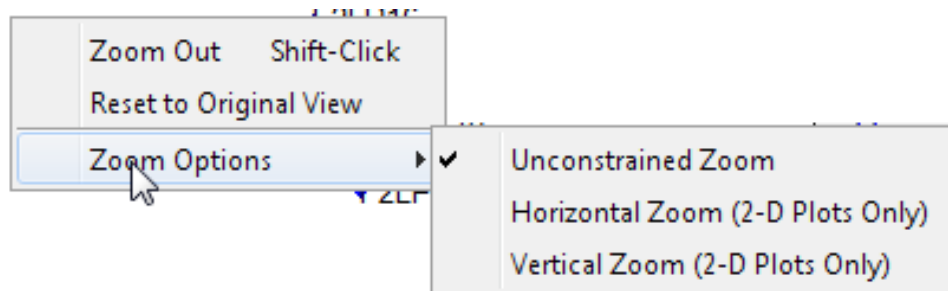 Zoom Out Shift-Click
Reset to Original View
Zoom Options
Unconstrained Zoom
Horizontal Zoom (2-D Plots Only)
Vertical Zoom (2-D Plots Only)